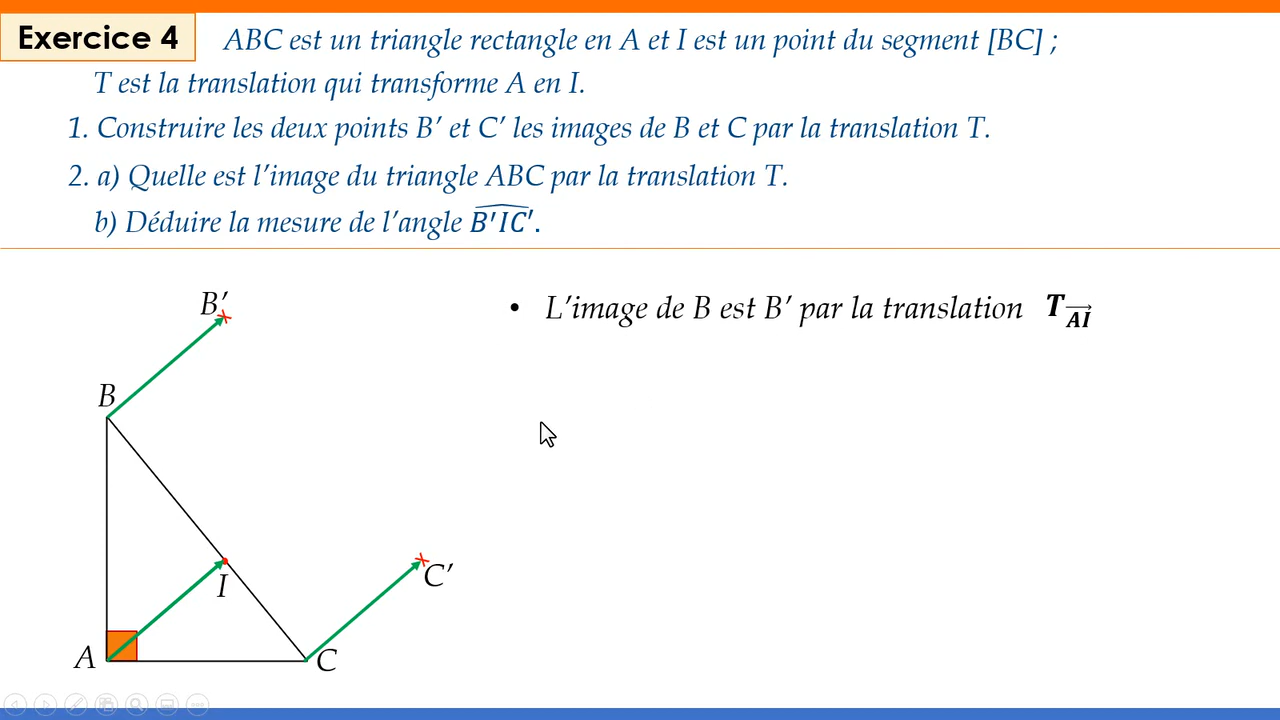 Exercice 4
ABC est un triangle rectangle en A et I est un point du segment [BC] ;
T est la translation qui transforme A en I.
1. Construire les deux points B’ et C’ les images de B et C par la translation T.
2. a) Quelle est l’image du triangle ABC par la translation T.
b) Déduire la mesure de l’angle B′IC′.
• L’image de B est B’ par la translation T AI
B’
B
I
C’
A
C